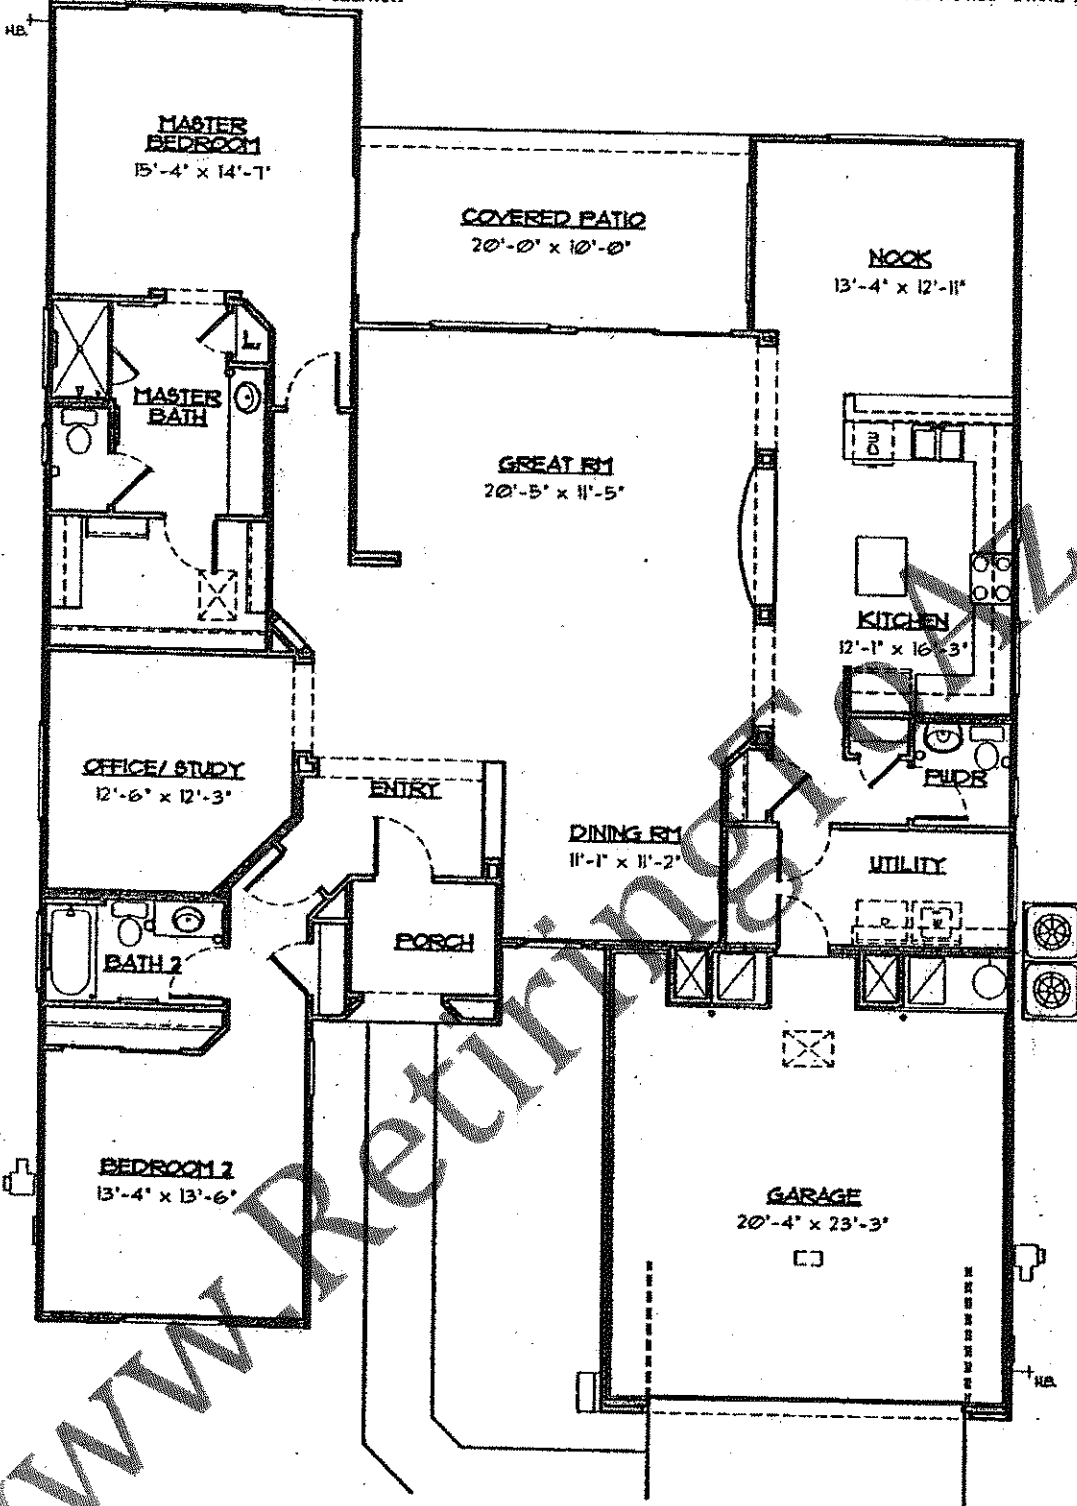 H.B.
MASTER
BEDROOM
15'-4" x 14'-7"
COVERED PATIO
20'-0" x 10'-0"
NOOK
13'-4" x 12'-11"
L
MASTER
BATH
GREAT RM
20'-5" x 11'-5"
KITCHEN
12'-1" x 16'-3"
OFFICE/ STUDY
12'-6" x 12'-3"
ENTRY
PWDR
DINING RM
11'-1" x 11'-2"
UTILITY
PORCH
BATH 2
BEDROOM 2
13'-4" x 13'-6"
GARAGE
20'-4" x 23'-3"
H.B.
www.RetiringToAz